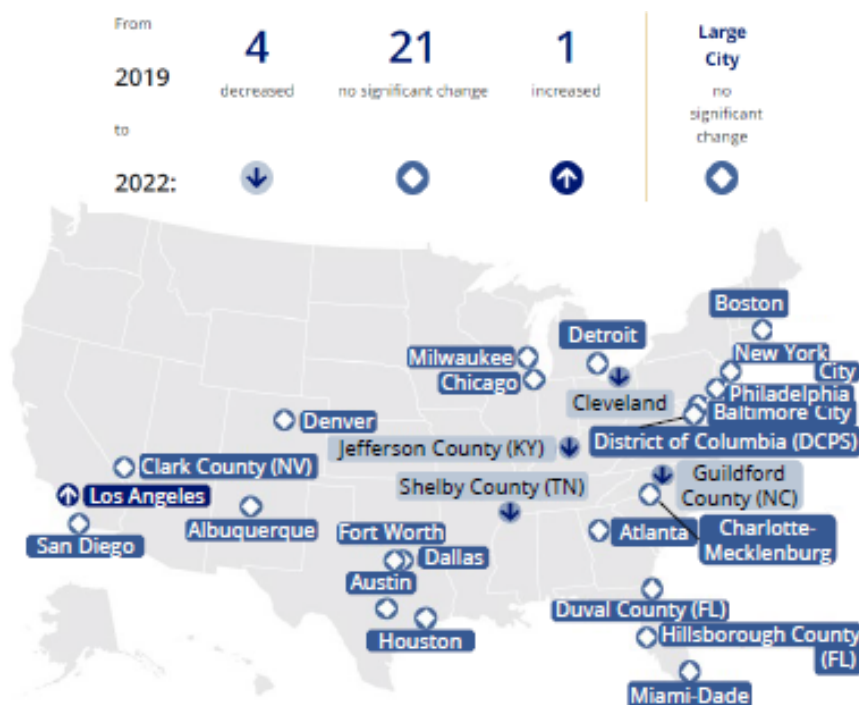 From
2019
to
2022:
4
decreased
21
no significant change
1
increased
Large
City
no
significant
change
Boston
Detroit
New York
City
Milwaukee
Chicago
Philadelphia
Cleveland
Baltimore City
Denver
District of Columbia (DCPS)
Jefferson County (KY)
Clark County (NV)
Shelby County (TN)
Guildford
County (NC)
Los Angeles
Albuquerque
Fort Worth
Atlanta
Charlotte-
Mecklenburg
San Diego
Dallas
Austin
Duval County (FL)
Houston
Hillsborough County
(FL)
Miami-Dade